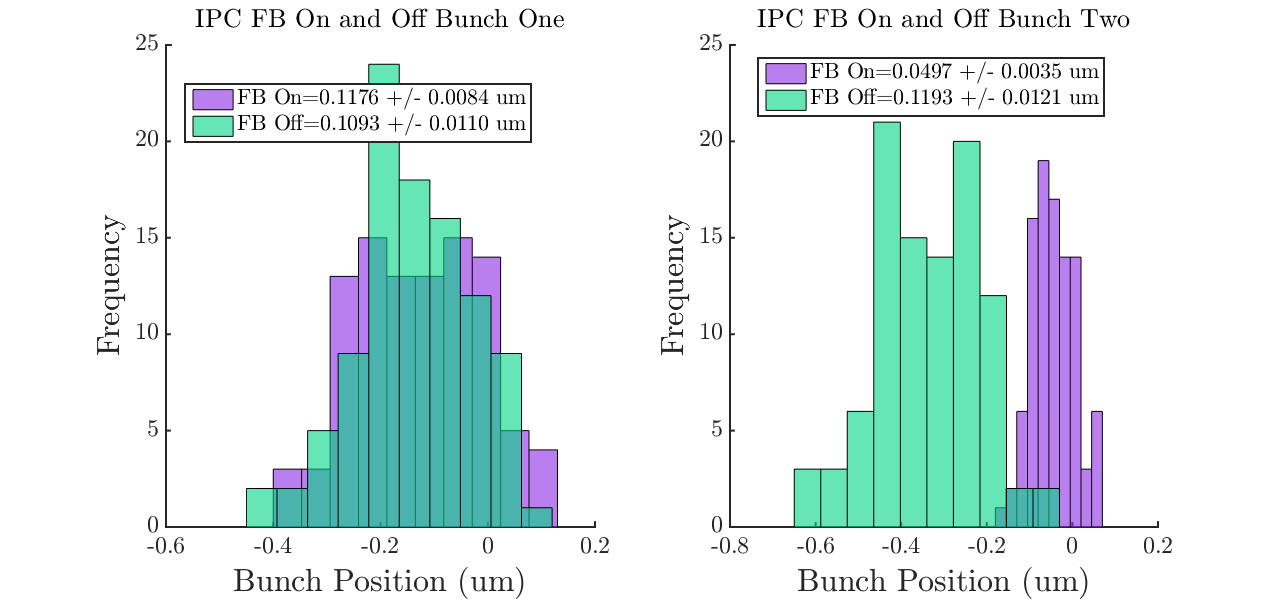 IPC FB On and Off Bunch One
25
20
15
10
5
0
Frequency
FB On=0.1176 +/- 0.0084 um
FB Off=0.1093 +/- 0.0110 um
-0.6 -0.4 -0.2 0 0.2
Bunch Position (um)
IPC FB On and Off Bunch Two
25
20
15
10
5
0
Frequency
FB On=0.0497 +/- 0.0035 um
FB Off=0.1193 +/- 0.0121 um
-0.8 -0.6 -0.4 -0.2 0 0.2
Bunch Position (um)